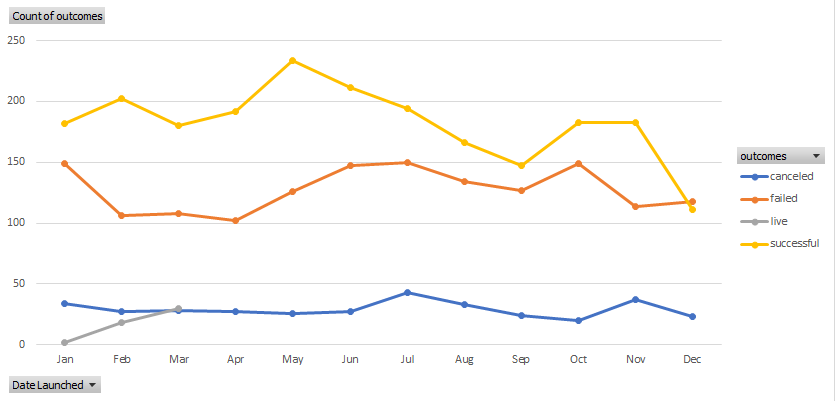 Count of outcomes
250
200
150
100
50
0
Jan Feb Mar Apr May Jun Jul Aug Sep Oct Nov Dec
outcomes
canceled
failed
live
successful
Date Launched